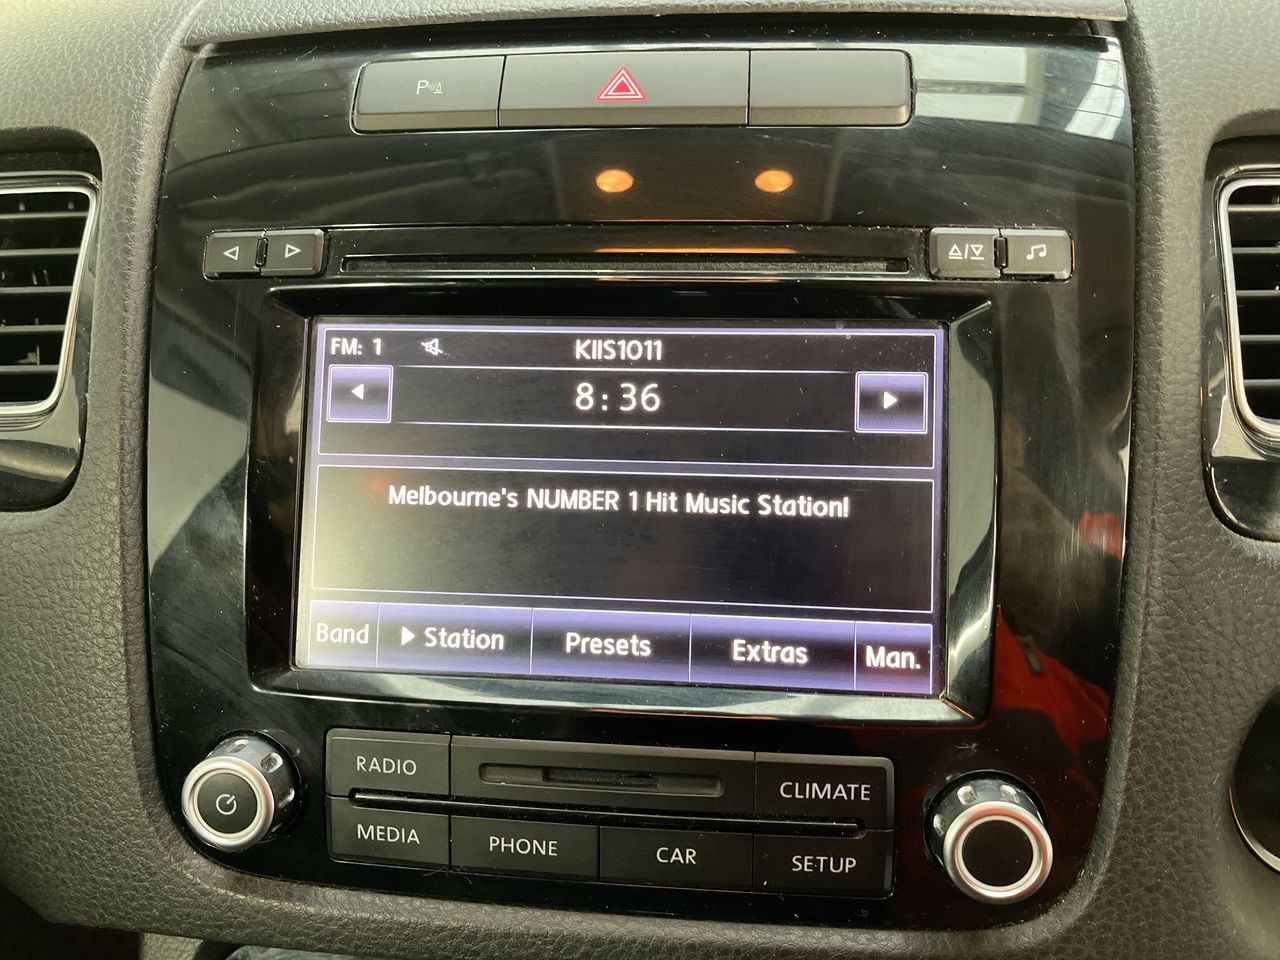 P
FM: 1 KIIS1011
8:36
Melbourne's NUMBER 1 Hit Music Station!
Band Station Presets Extras Man.
RADIO
CLIMATE
MEDIA PHONE CAR SETUP